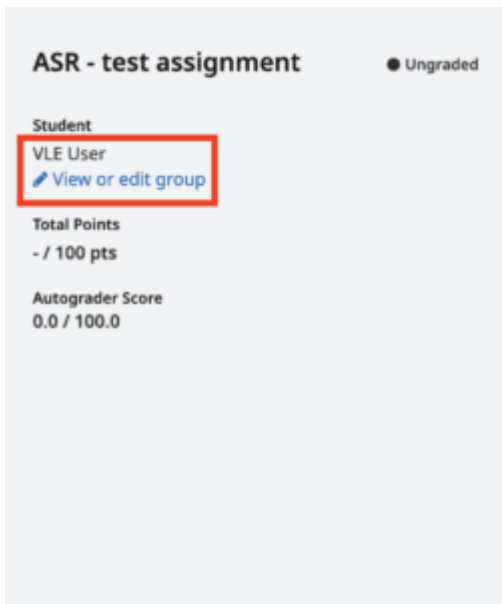 ASR - test assignment
Ungraded
Student
VLE User
View or edit group
Total Points
- / 100 pts
Autograder Score
0.0 / 100.0